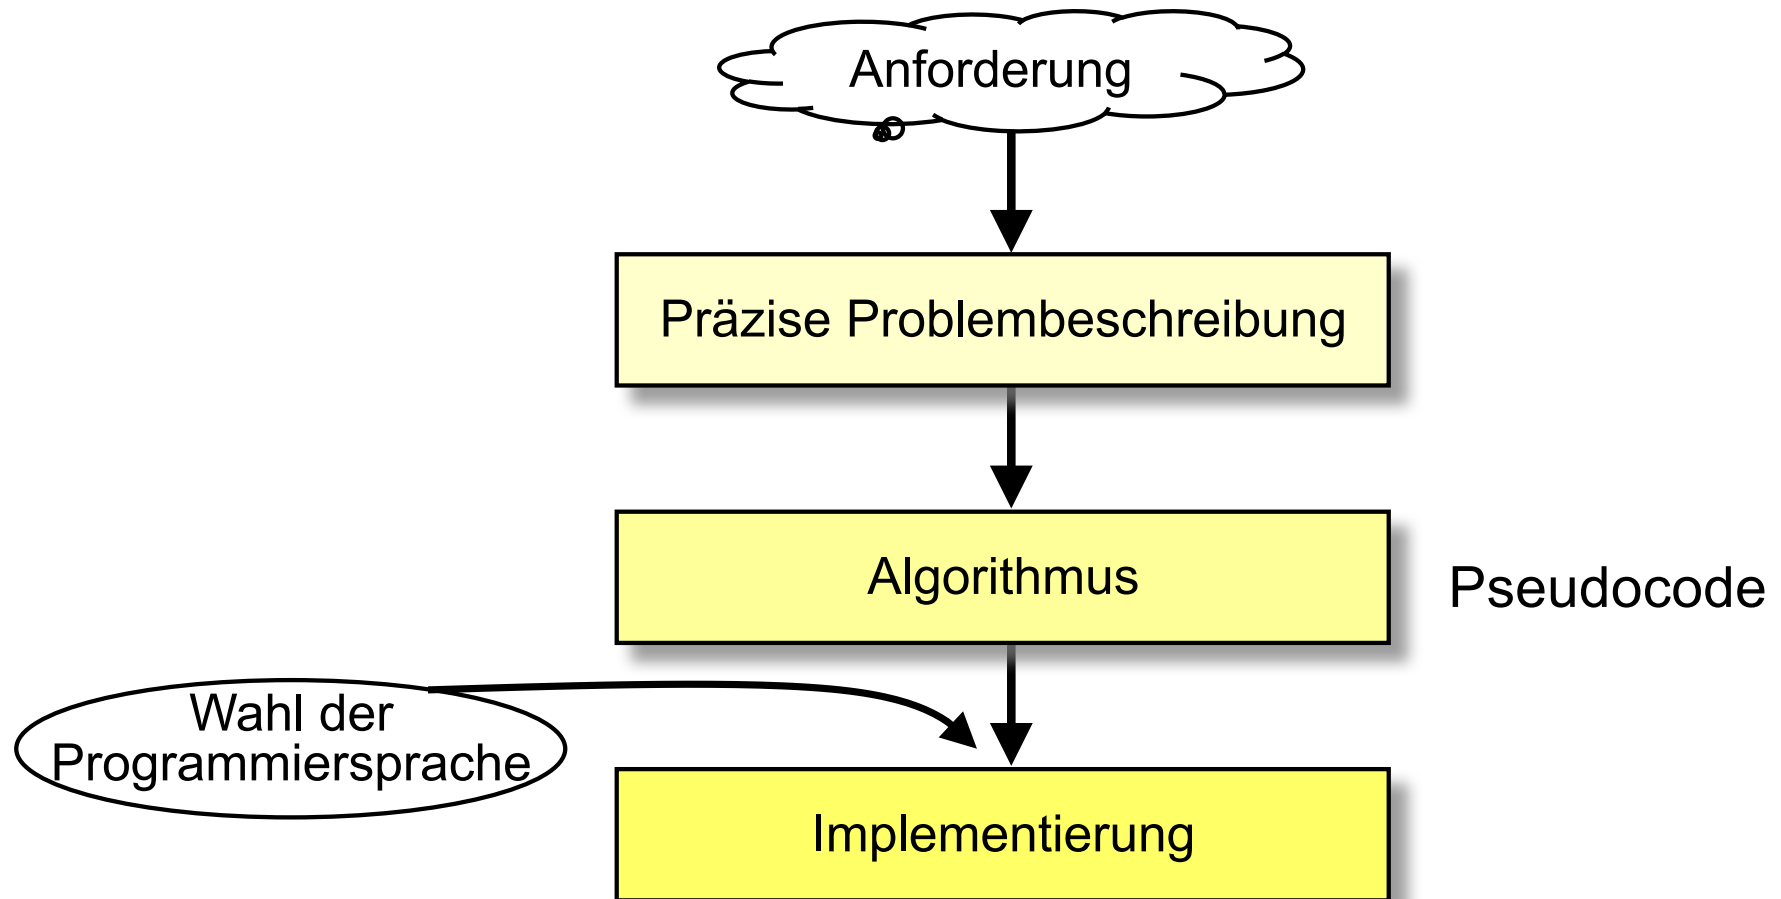 Anforderung
Präzise Problembeschreibung
Algorithmus
Pseudocode
Wahl der
Programmiersprache
Implementierung